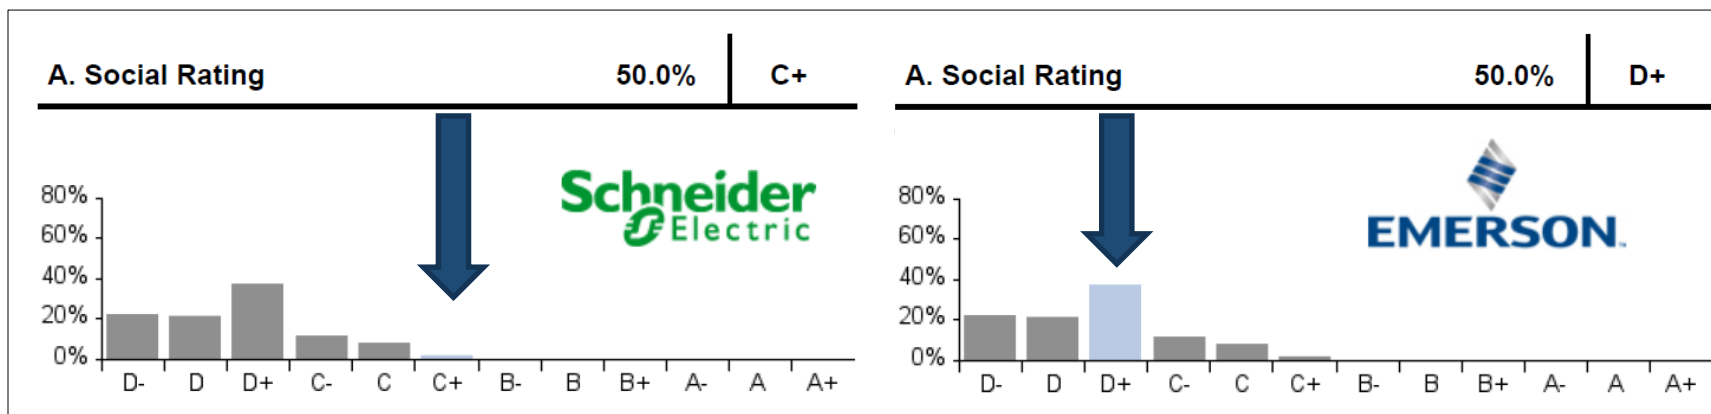 A. Social Rating 50.0% C+
Schneider
Electric
80%
60%
40%
20%
0%
D- D D+ C- C C+ B- B B+ A- A A+
A. Social Rating 50.0% D+
EMERSON™
80%
60%
40%
20%
0%
D- D D+ C- C C+ B- B B+ A- A A+